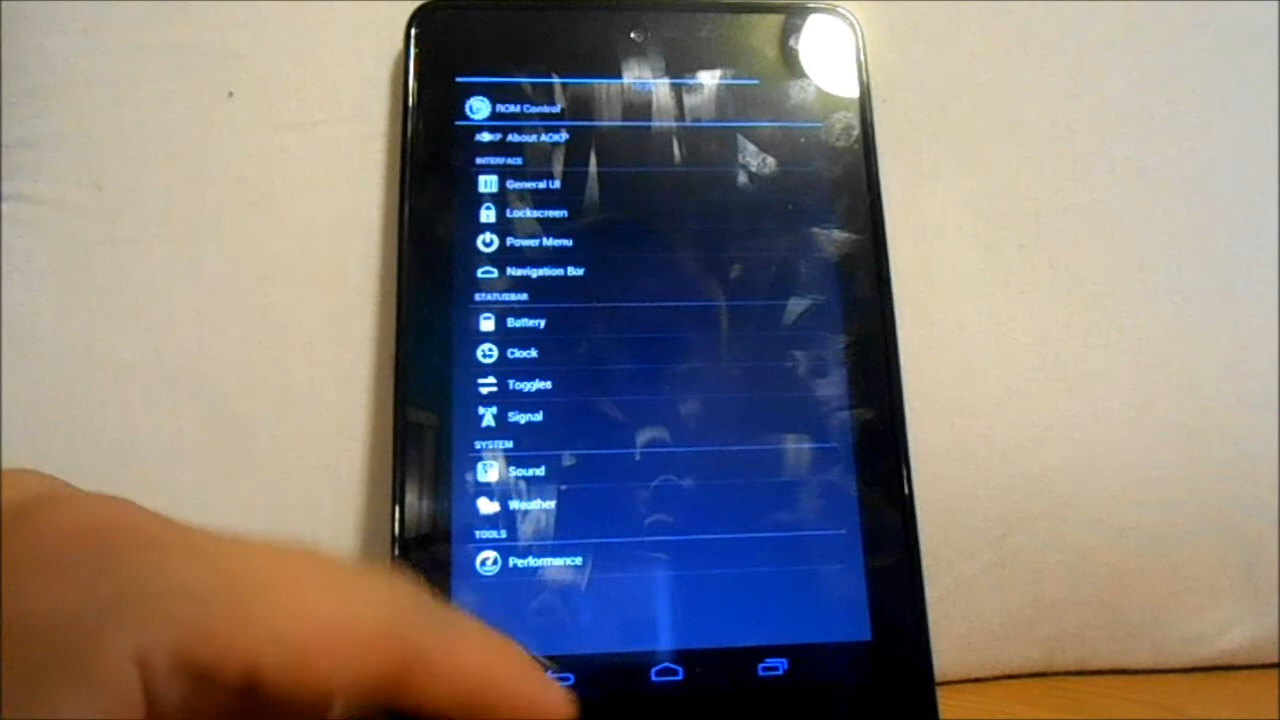 ROM Control
About AOKP
INTERFACE
General UI
Lockscreen
Power Menu
Navigation Bar
STATUSBAR
Battery
Clock
Toggles
Signal
SYSTEM
Sound
Weather
TOOLS
Performance